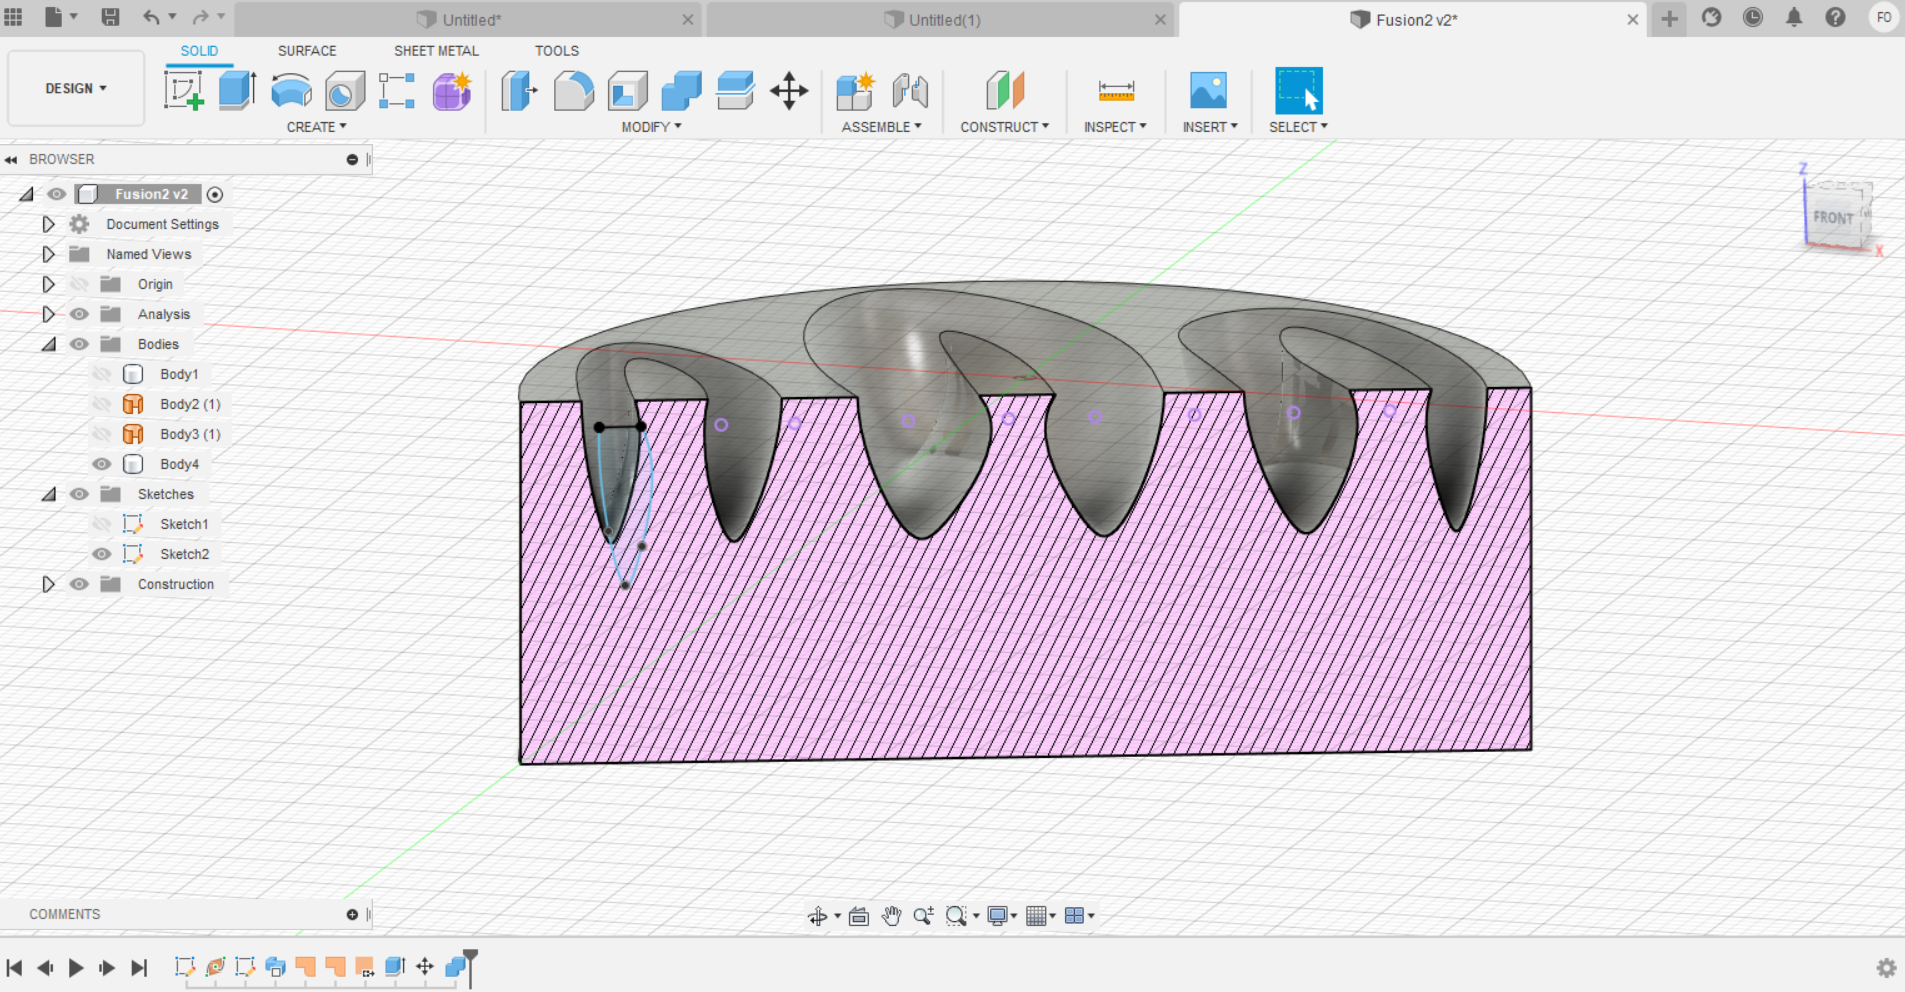 Untitled*
Untitled(1)
Fusion2 v2*
FO
SOLID
SURFACE
SHEET METAL
TOOLS
DESIGN
CREATE
MODIFY
ASSEMBLE
CONSTRUCT
INSPECT
INSERT
SELECT
BROWSER
Fusion2 v2
Document Settings
Named Views
Origin
Analysis
Bodies
Body1
Body2 (1)
Body3 (1)
Body4
Sketches
Sketch1
Sketch2
Construction
Z
FRONT
X
COMMENTS